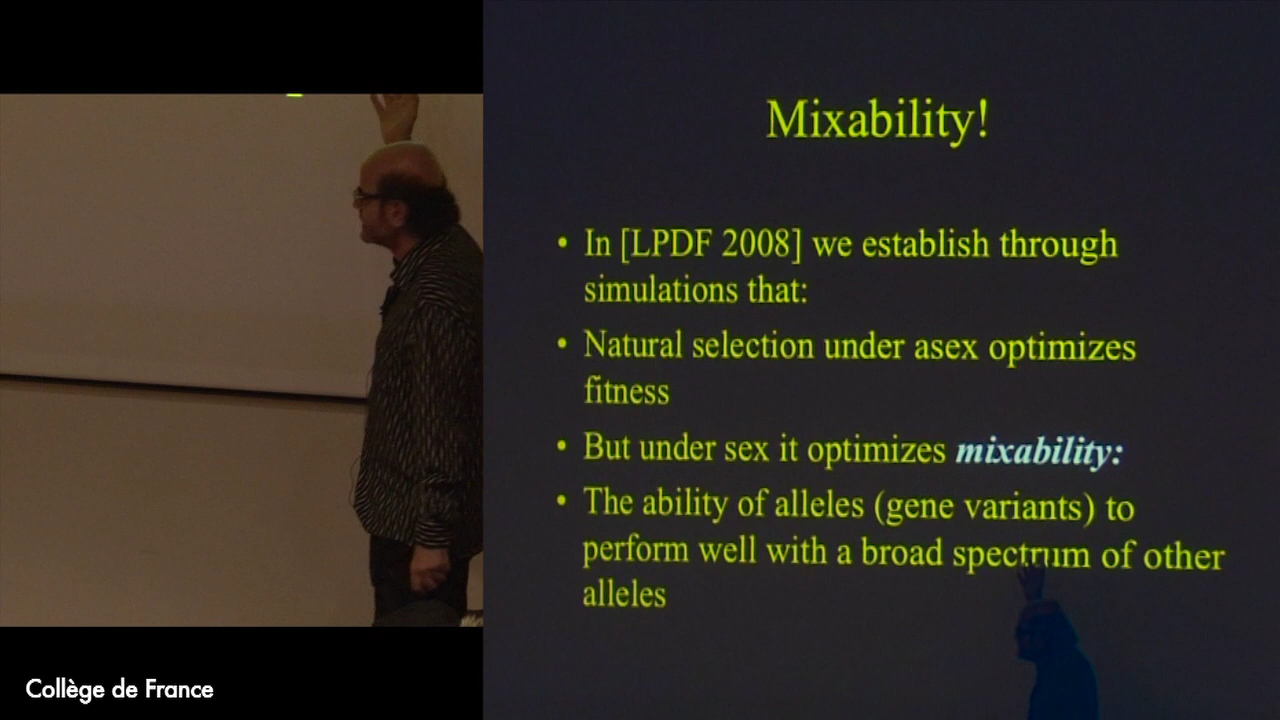 Mixability!
• In [LPDF 2008] we establish through
simulations that:
• Natural selection under asex optimizes
fitness
• But under sex it optimizes mixability:
• The ability of alleles (gene variants) to
perform well with a broad spectrum of other
alleles
Collège de France